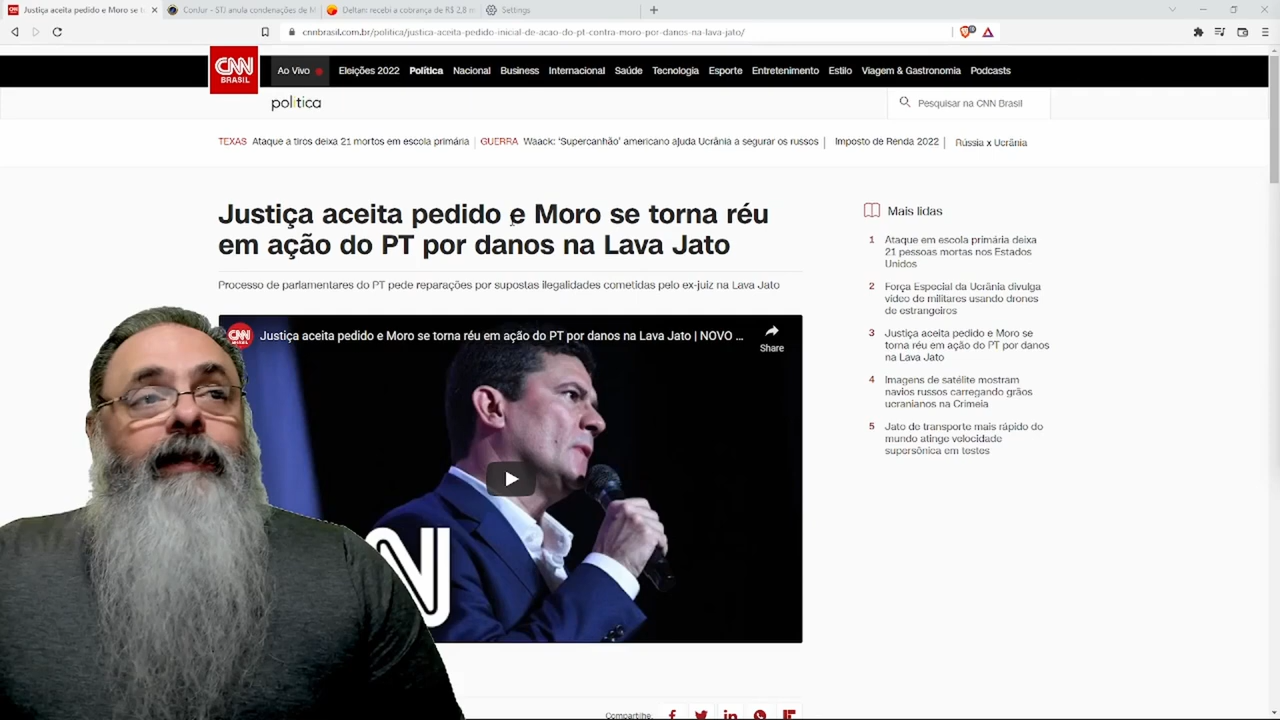 Justiça aceita pedido e Moro se t
Conjur - STJ anula condenações de M
Deltan: recebi a cobrança de R$ 2,8 m
Settings
cnnbrasil.com.br/politica/justica-aceita-pedido-inicial-de-acao-do-pt-contra-moro-por-danos-na-lava-jato/
CNN BRASIL
Ao Vivo
Eleições 2022
Política
Nacional
Business
Internacional
Saúde
Tecnologia
Esporte
Entretenimento
Estilo
Viagem & Gastronomia
Podcasts
política
Pesquisar na CNN Brasil
TEXAS Ataque a tiros deixa 21 mortos em escola primária
GUERRA Waack: ‘Supercanhão’ americano ajuda Ucrânia a segurar os russos
Imposto de Renda 2022
Rússia x Ucrânia
Justiça aceita pedido e Moro se torna réu
em ação do PT por danos na Lava Jato
Processo de parlamentares do PT pede reparações por supostas ilegalidades cometidas pelo ex-juiz na Lava Jato
CNN BRASIL
Justiça aceita pedido e Moro se torna réu em ação do PT por danos na Lava Jato | NOVO ...
Share
Mais lidas
1 Ataque em escola primária deixa
21 pessoas mortas nos Estados
Unidos
2 Força Especial da Ucrânia divulga
vídeo de militares usando drones
de estrangeiros
3 Justiça aceita pedido e Moro se
torna réu em ação do PT por danos
na Lava Jato
4 Imagens de satélite mostram
navios russos carregando grãos
ucranianos na Crimeia
5 Jato de transporte mais rápido do
mundo atinge velocidade
supersônica em testes
Compartilhe: